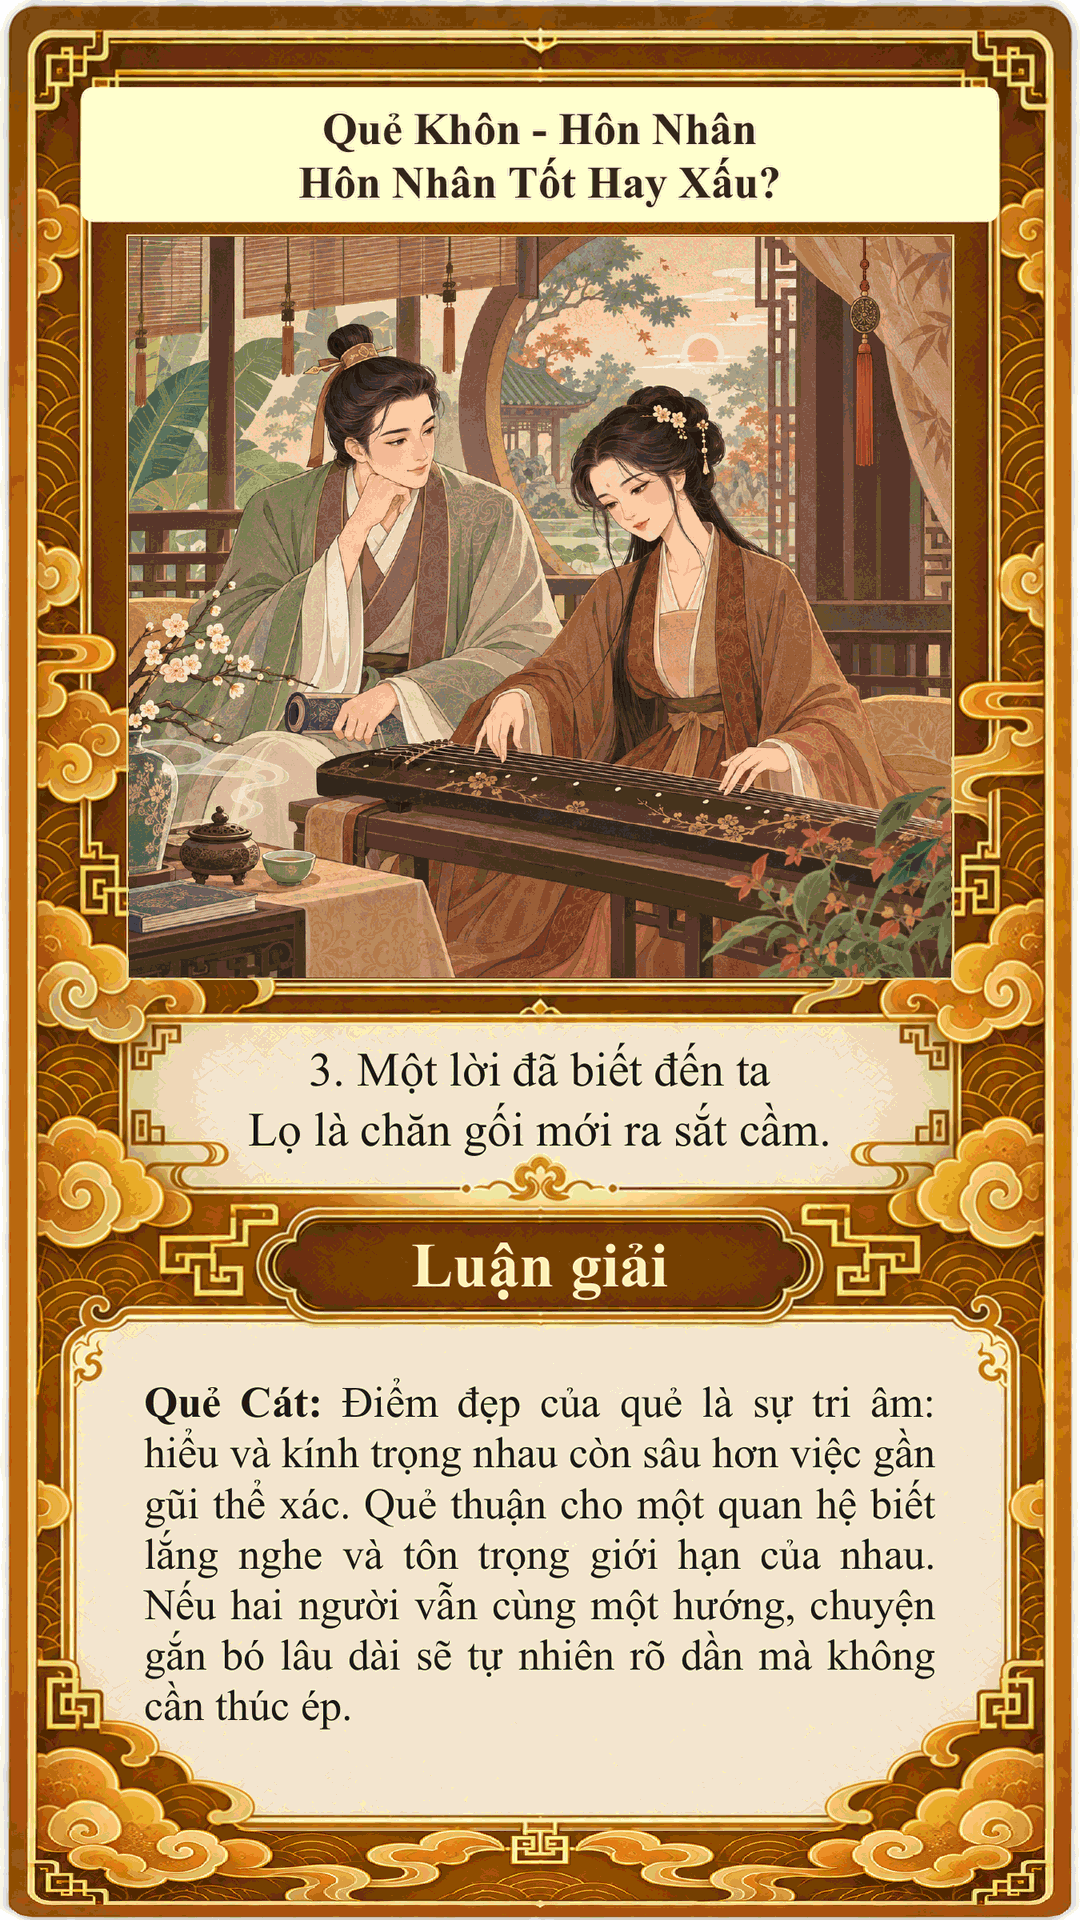 Quẻ Khôn - Hôn Nhân
Hôn Nhân Tốt Hay Xấu?
3. Một lời đã biết đến ta
Lọ là chăn gối mới ra sắt cầm.
Luận giải
Quẻ Cát: Điểm đẹp của quẻ là sự tri âm:
hiểu và kính trọng nhau còn sâu hơn việc gần
gũi thể xác. Quẻ thuận cho một quan hệ biết
lắng nghe và tôn trọng giới hạn của nhau.
Nếu hai người vẫn cùng một hướng, chuyện
gắn bó lâu dài sẽ tự nhiên rõ dần mà không
cần thúc ép.